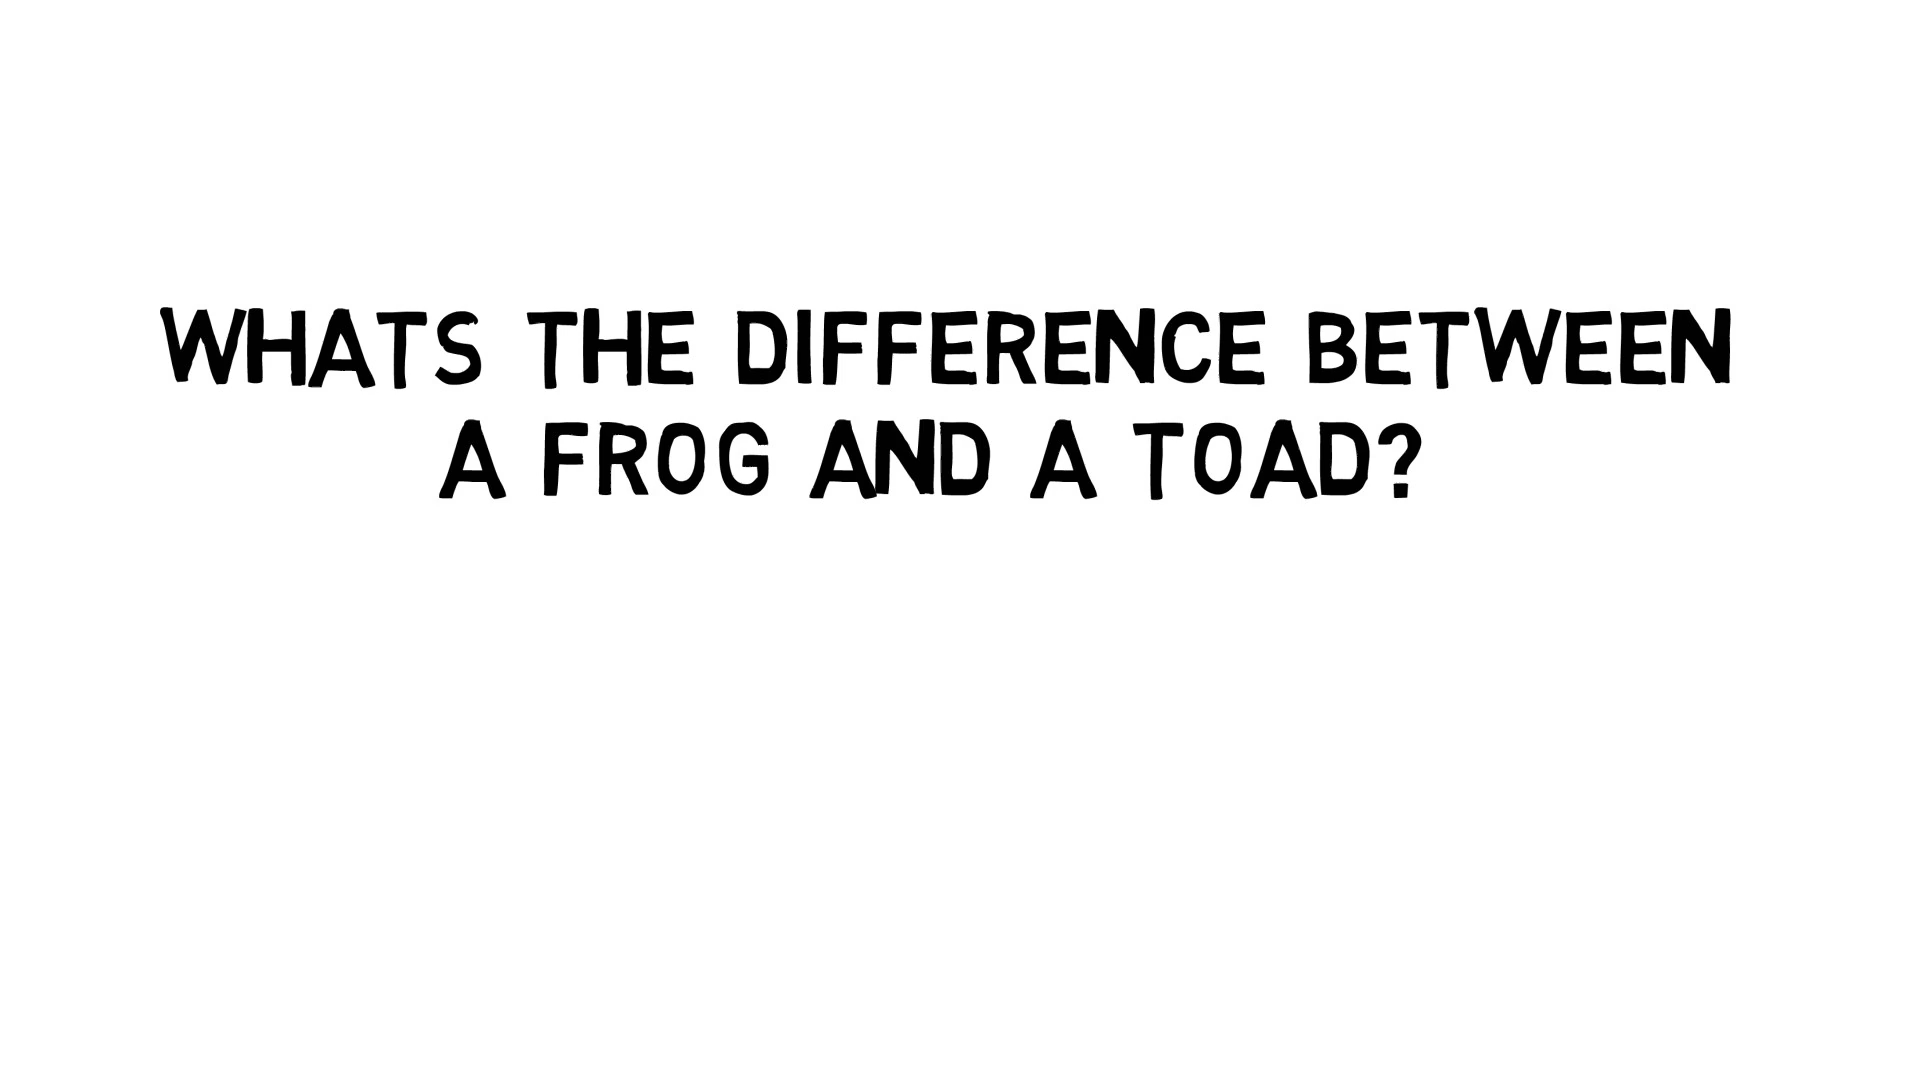 WHATS THE DIFFERENCE BETWEEN
A FROG AND A TOAD?